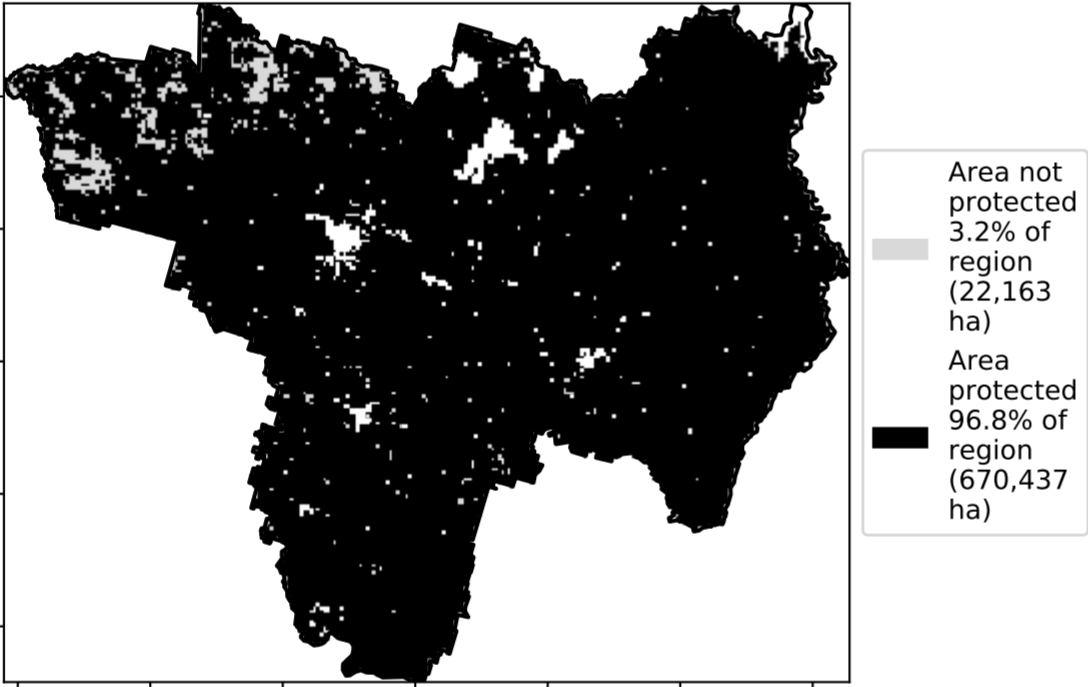 Area not
protected
3.2% of
region
(22,163
ha)
Area
protected
96.8% of
region
(670,437
ha)